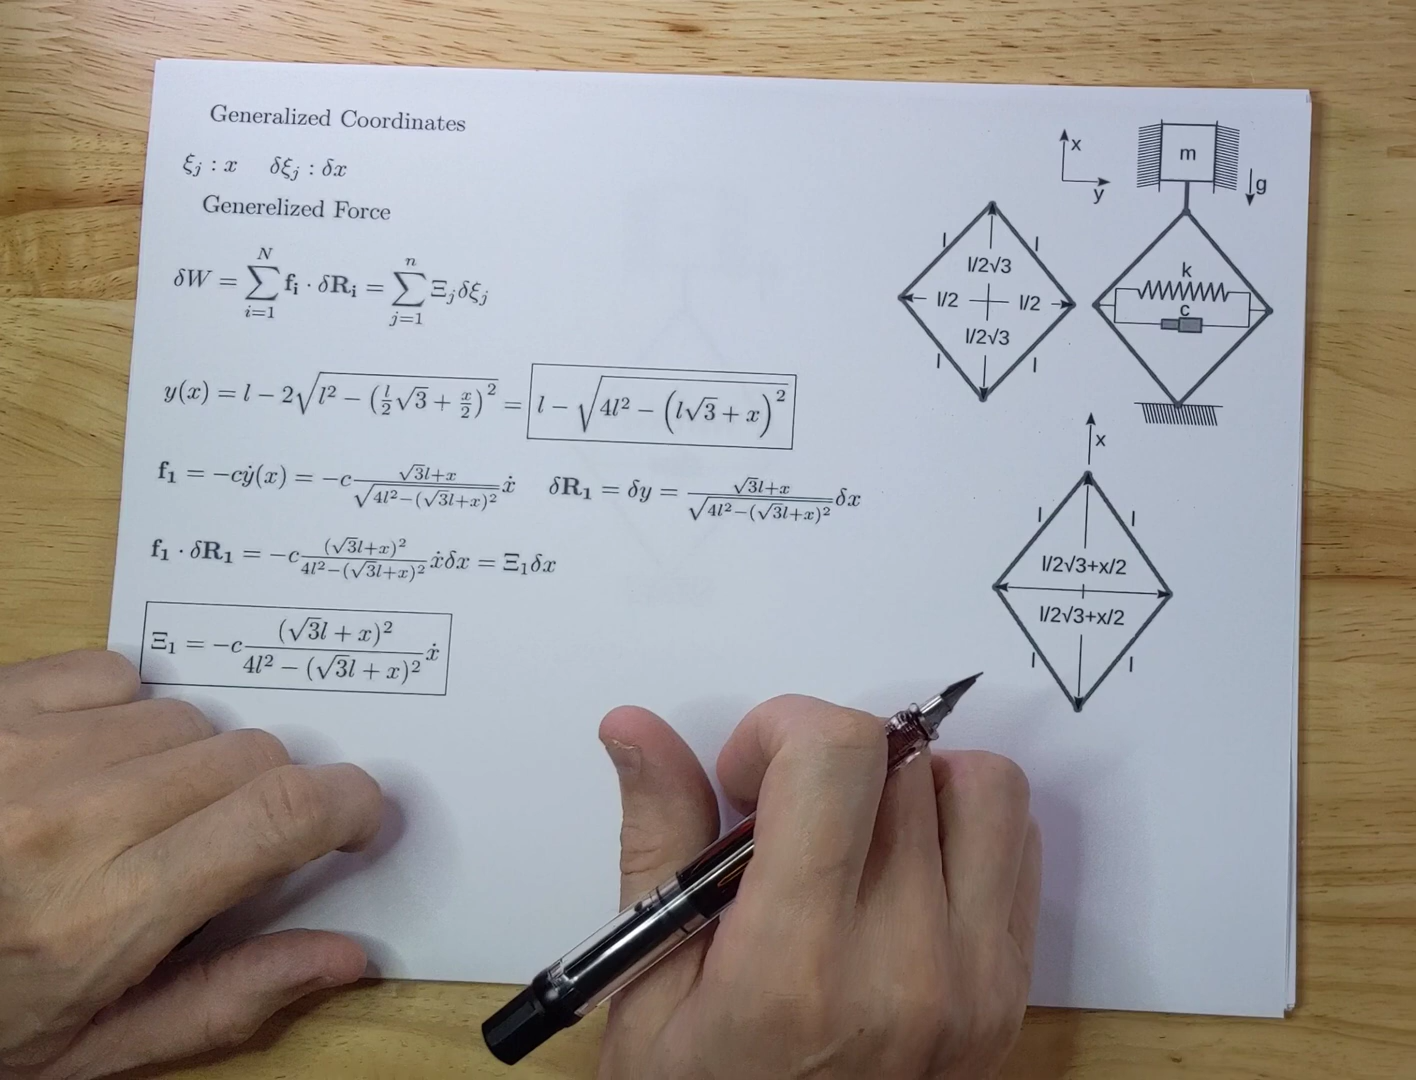 Generalized Coordinates
ξ_j : x    δξ_j : δx
Generelized Force
δW = ∑_{i=1}^{N} f_i · δR_i = ∑_{j=1}^{n} Ξ_j δξ_j
y(x) = l − 2√(l² − (l/2 √3 + x/2)²) = l − √(4l² − (l√3 + x)²)
f_1 = −cẏ(x) = −c (√3l+x)/√(4l²−(√3l+x)²) ẋ    δR_1 = δy = (√3l+x)/√(4l²−(√3l+x)²) δx
f_1 · δR_1 = −c (√3l+x)²/(4l²−(√3l+x)²) ẋδx = Ξ_1δx
Ξ_1 = −c (√3l + x)²/(4l² − (√3l + x)²) ẋ
x
y
m
g
k
c
l
l
l/2√3
l/2
l/2
l/2√3
l
l
x
l
l
l/2√3+x/2
l/2√3+x/2
l
l